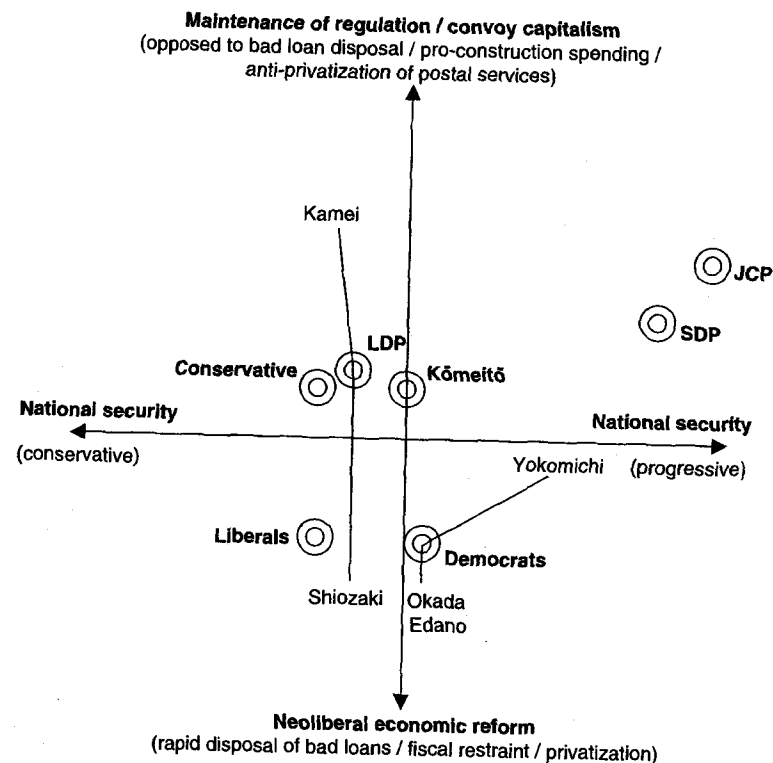 Maintenance of regulation / convoy capitalism
(opposed to bad loan disposal / pro-construction spending /
anti-privatization of postal services)
Kamei
JCP
SDP
LDP
Conservative
Kōmeitō
National security
(conservative)
National security
(progressive)
Yokomichi
Liberals
Democrats
Shiozaki
Okada
Edano
Neoliberal economic reform
(rapid disposal of bad loans / fiscal restraint / privatization)